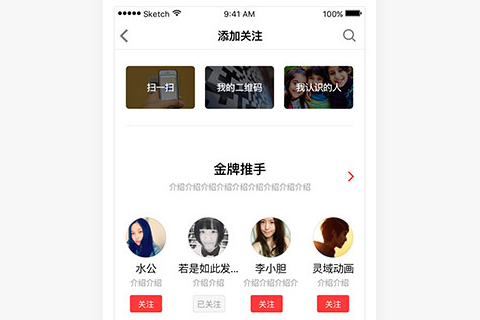 Sketch 9:41 AM 100%
添加关注
扫一扫 我的二维码 我认识的人
金牌推手
介绍介绍介绍介绍介绍介绍介绍介绍介绍
水公 若是如此发... 李小胆 灵域动画
介绍介绍 介绍介绍 介绍介绍介绍 介绍介绍
关注 已关注 关注 关注